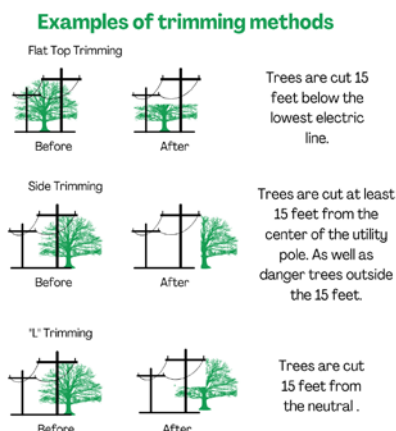 Examples of trimming methods
Flat Top Trimming
Trees are cut 15
feet below the
lowest electric
line.
Before
After
Side Trimming
Trees are cut at least
15 feet from the
center of the utility
pole. As well as
danger trees outside
the 15 feet.
Before
After
"L" Trimming
Trees are cut
15 feet from
the neutral .
Before
After